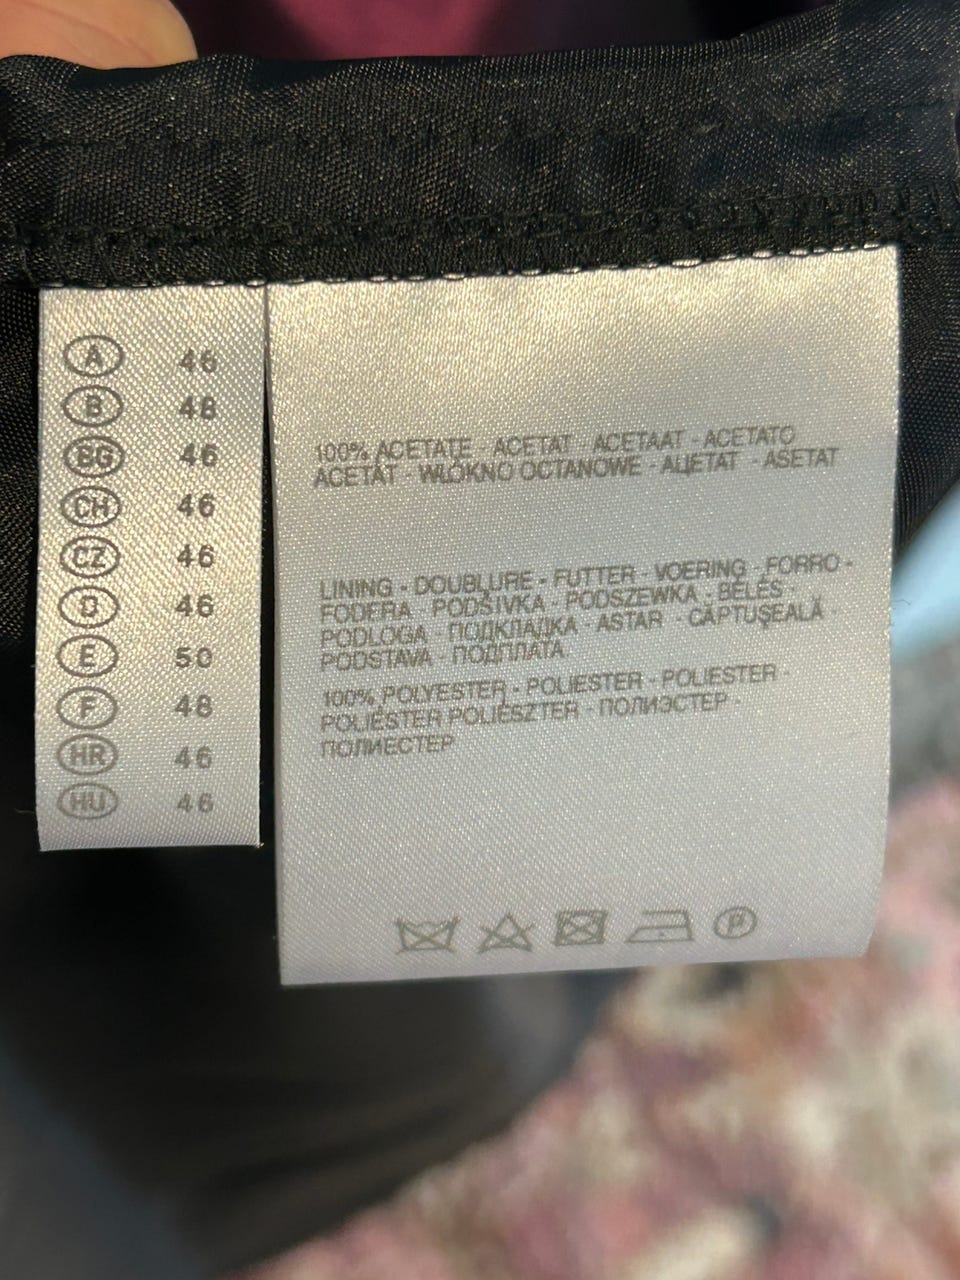 A 46
B 48
BG 46
CH 46
CZ 46
D 46
E 50
F 48
HR 46
HU 46
100% ACETATE - ACETAT - ACETAAT - ACETATO
ACETÁT - WŁÓKNO OCTANOWE - АЦЕТАТ - ASETAT
LINING - DOUBLURE - FUTTER - VOERING - FORRO -
FODERA - PODŠÍVKA - PODSZEWKA - BÉLÉS -
PODLOGA - ПОДКЛАДКА - ASTAR - CĂPTUŞEALĂ -
PODSTAVA - ПОДПЛАТА
100% POLYESTER - POLIESTER - POLIESTER -
POLIÉSTER POLIÉSZTER - ПОЛИЭСТЕР -
ПОЛИЕСТЕР
P